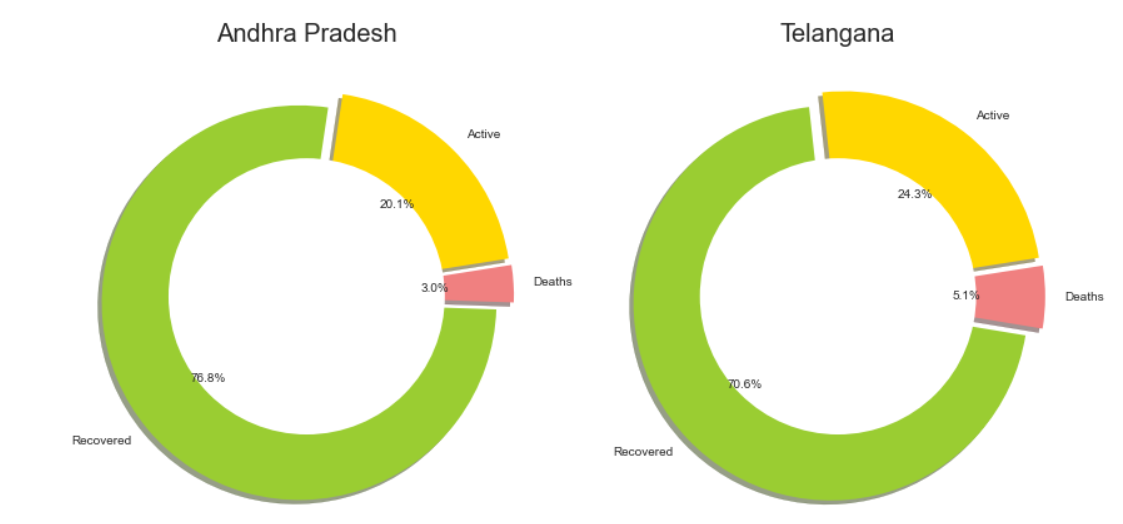 Andhra Pradesh
Active
20.1%
Deaths
3.0%
76.8%
Recovered
Telangana
Active
24.3%
Deaths
5.1%
70.6%
Recovered